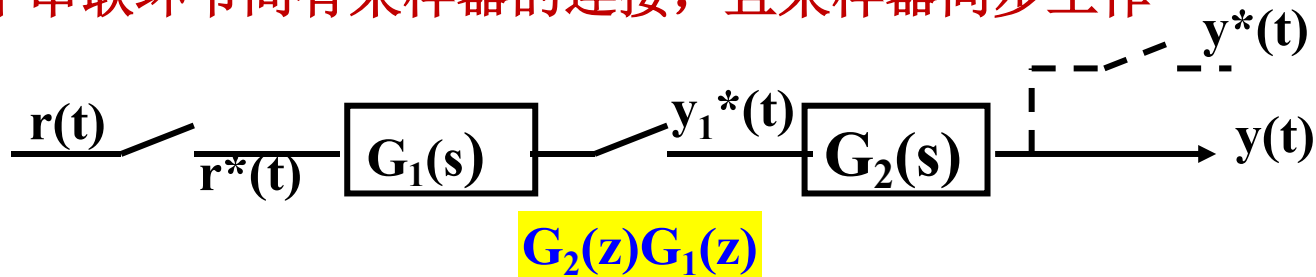 串联环节间有采样器的连接，且采样器同步工作
y*(t)
r(t)
r*(t)
G₁(s)
y₁*(t)
G₂(s)
y(t)
G₂(z)G₁(z)